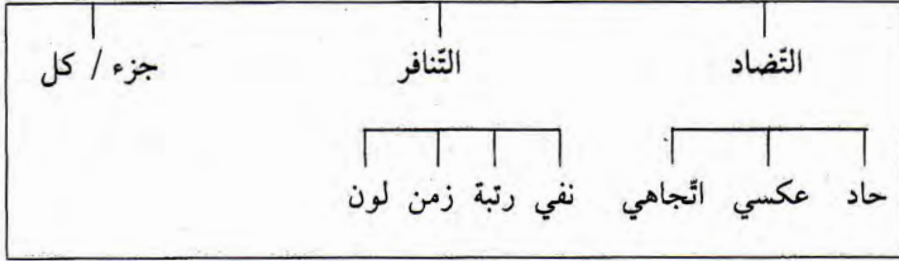 التّضاد التّنافر جزء / كل
حاد عكسي اتّجاهي نفي رتبة زمن لون